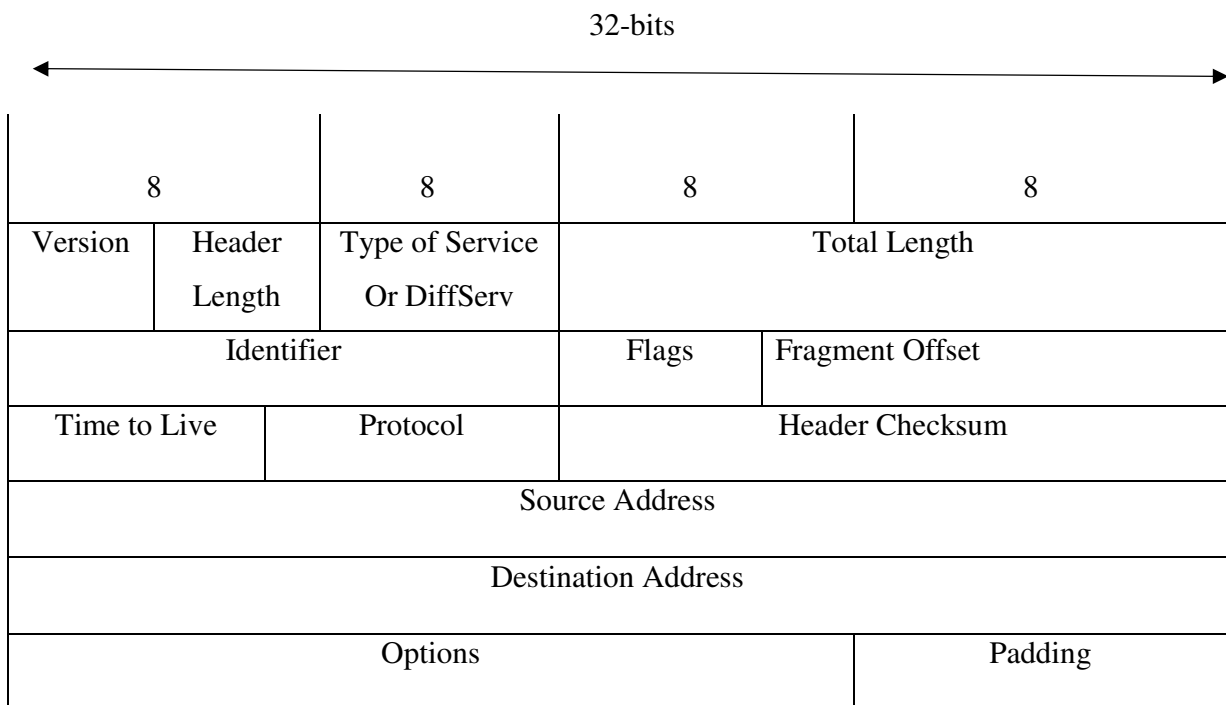 32-bits
8 8 8 8
Version Header Type of Service Total Length
Length Or DiffServ
Identifier Flags Fragment Offset
Time to Live Protocol Header Checksum
Source Address
Destination Address
Options Padding